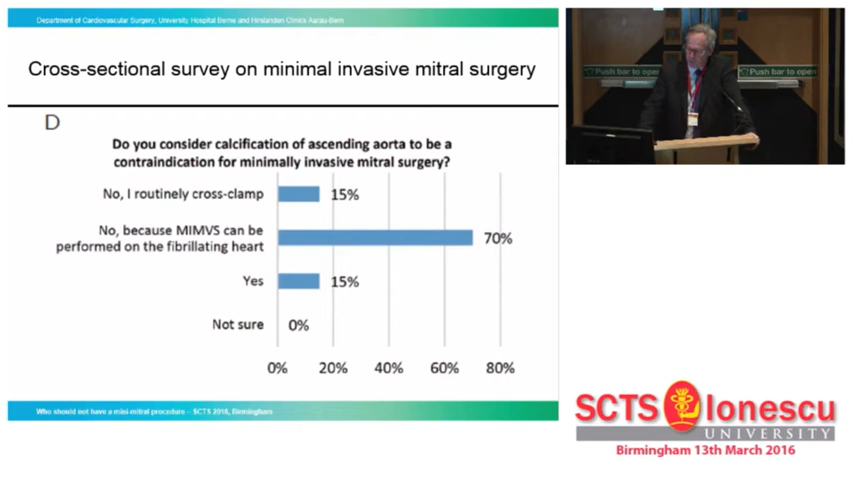 Department of Cardiovascular Surgery, University Hospital Berne and Hirslanden Clinics Aarau-Bern
Cross-sectional survey on minimal invasive mitral surgery
D
Do you consider calcification of ascending aorta to be a
contraindication for minimally invasive mitral surgery?
No, I routinely cross-clamp
15%
No, because MIMVS can be
performed on the fibrillating heart
70%
Yes
15%
Not sure
0%
0% 20% 40% 60% 80%
Who should not have a mini-mitral procedure – SCTS 2016, Birmingham
Push bar to open
Push bar to open
SCTS Ionescu
UNIVERSITY
Birmingham 13th March 2016